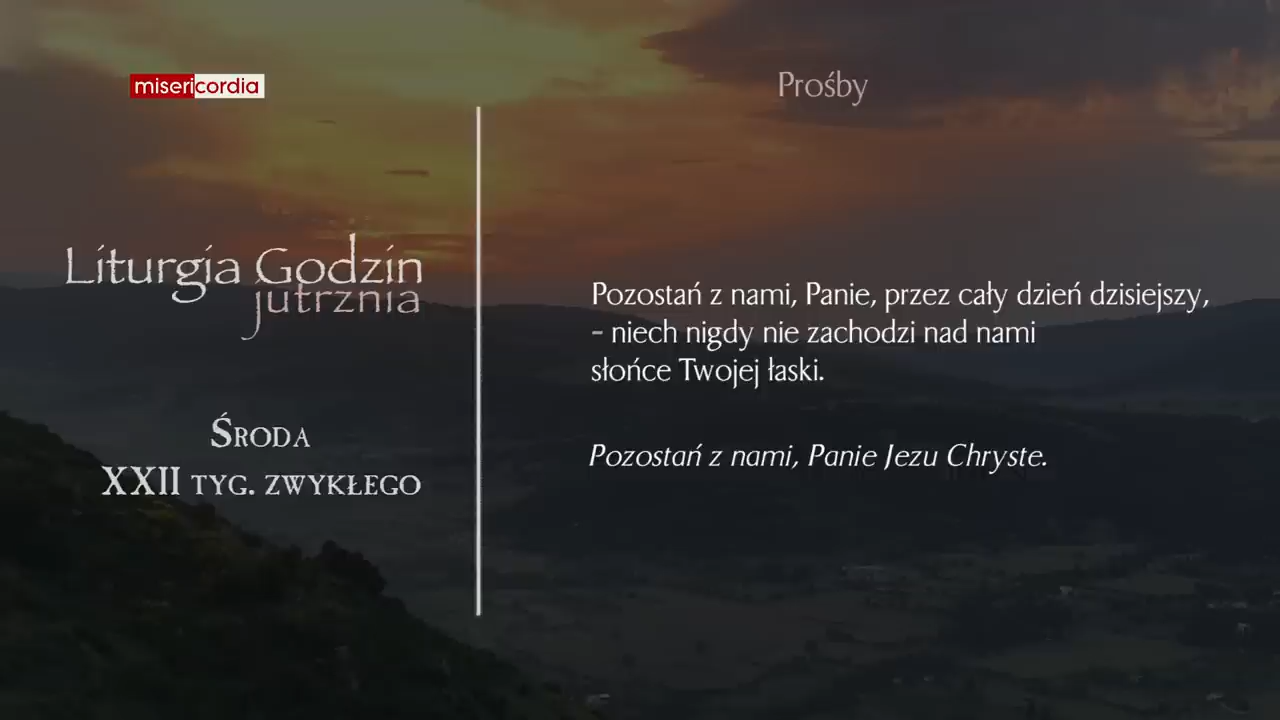 misericordia
Prośby
Liturgia Godzin
jutrznia
Środa
XXII tyg. zwykłego
Pozostań z nami, Panie, przez cały dzień dzisiejszy,
- niech nigdy nie zachodzi nad nami
słońce Twojej łaski.
Pozostań z nami, Panie Jezu Chryste.